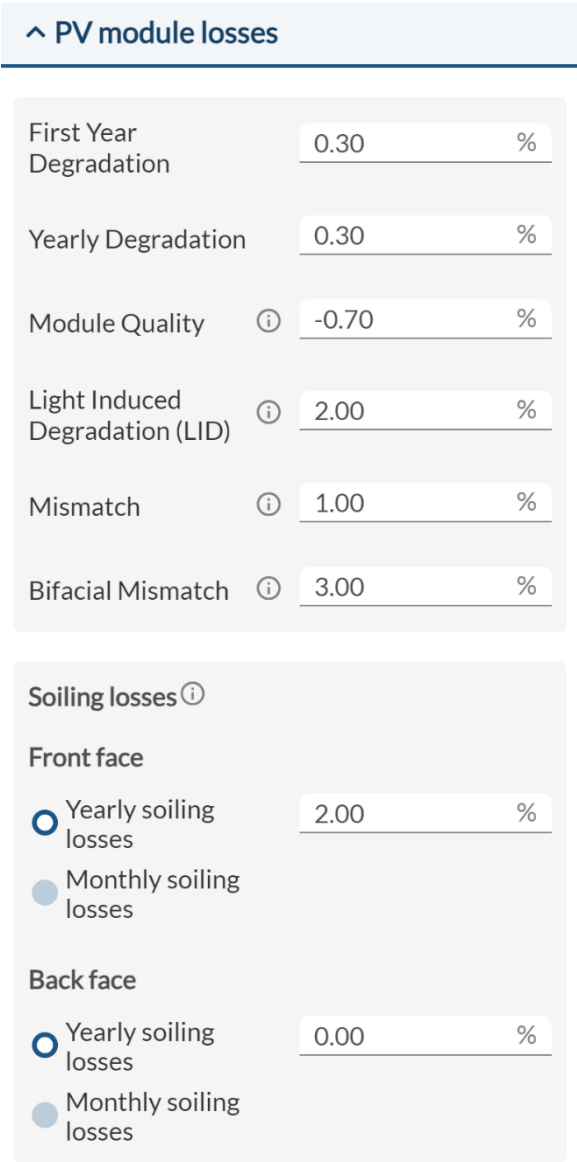 PV module losses
First Year
Degradation
0.30 %
Yearly Degradation 0.30 %
Module Quality -0.70 %
Light Induced
Degradation (LID)
2.00 %
Mismatch 1.00 %
Bifacial Mismatch 3.00 %
Soiling losses
Front face
Yearly soiling
losses
2.00 %
Monthly soiling
losses
Back face
Yearly soiling
losses
0.00 %
Monthly soiling
losses